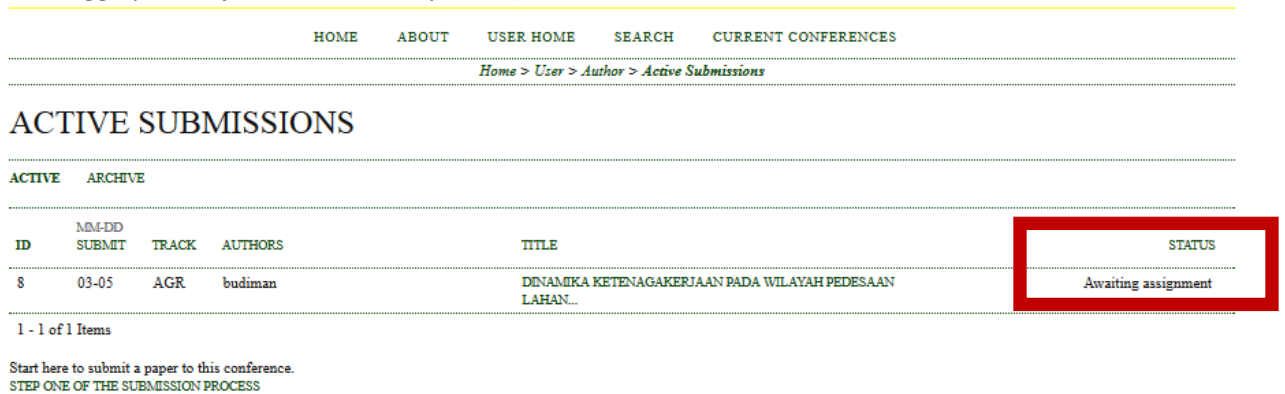 HOME ABOUT USER HOME SEARCH CURRENT CONFERENCES
Home > User > Author > Active Submissions
ACTIVE SUBMISSIONS
ACTIVE ARCHIVE
MM-DD
ID SUBMIT TRACK AUTHORS TITLE STATUS
8 03-05 AGR budiman DINAMIKA KETENAGAKERJAAN PADA WILAYAH PEDESAAN Awaiting assignment
LAHAN...
1 - 1 of 1 Items
Start here to submit a paper to this conference.
STEP ONE OF THE SUBMISSION PROCESS